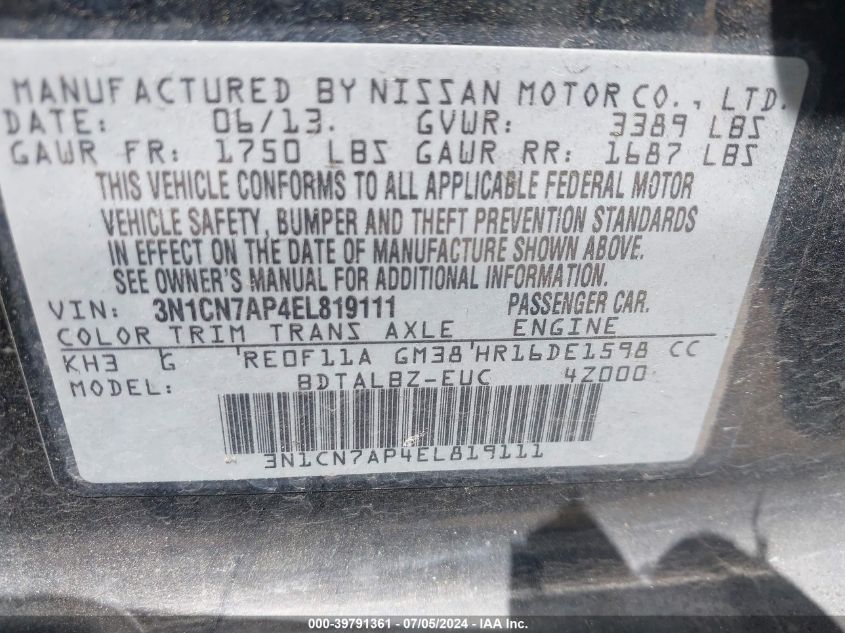 MANUFACTURED BY NISSAN MOTOR CO., LTD.
DATE: 06/13. GVWR: 3389 LBS
GAWR FR: 1750 LBS GAWR RR: 1687 LBS
THIS VEHICLE CONFORMS TO ALL APPLICABLE FEDERAL MOTOR
VEHICLE SAFETY, BUMPER AND THEFT PREVENTION STANDARDS
IN EFFECT ON THE DATE OF MANUFACTURE SHOWN ABOVE.
SEE OWNER'S MANUAL FOR ADDITIONAL INFORMATION.
VIN: 3N1CN7AP4EL819111 PASSENGER CAR.
COLOR TRIM TRANS AXLE ENGINE
KH3 G RE0F11A GM38 HR16DE1598 CC
MODEL: BDTALBZ-EUC 4Z000
3N1CN7AP4EL819111
000-39791361 - 07/05/2024 - IAA Inc.